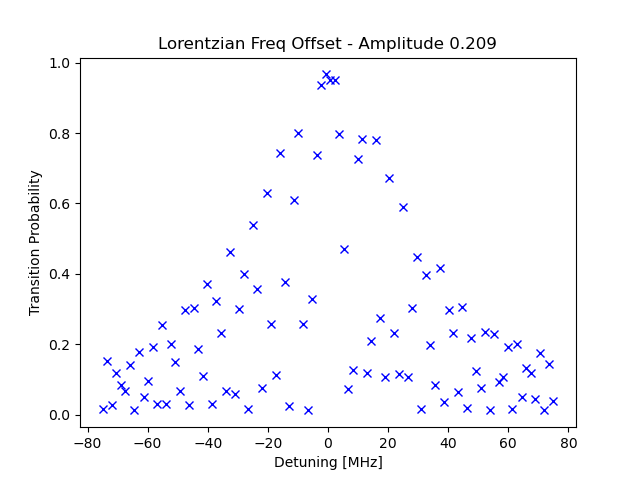 Lorentzian Freq Offset - Amplitude 0.209
1.0
0.8
0.6
0.4
0.2
0.0
Transition Probability
−80 −60 −40 −20 0 20 40 60 80
Detuning [MHz]